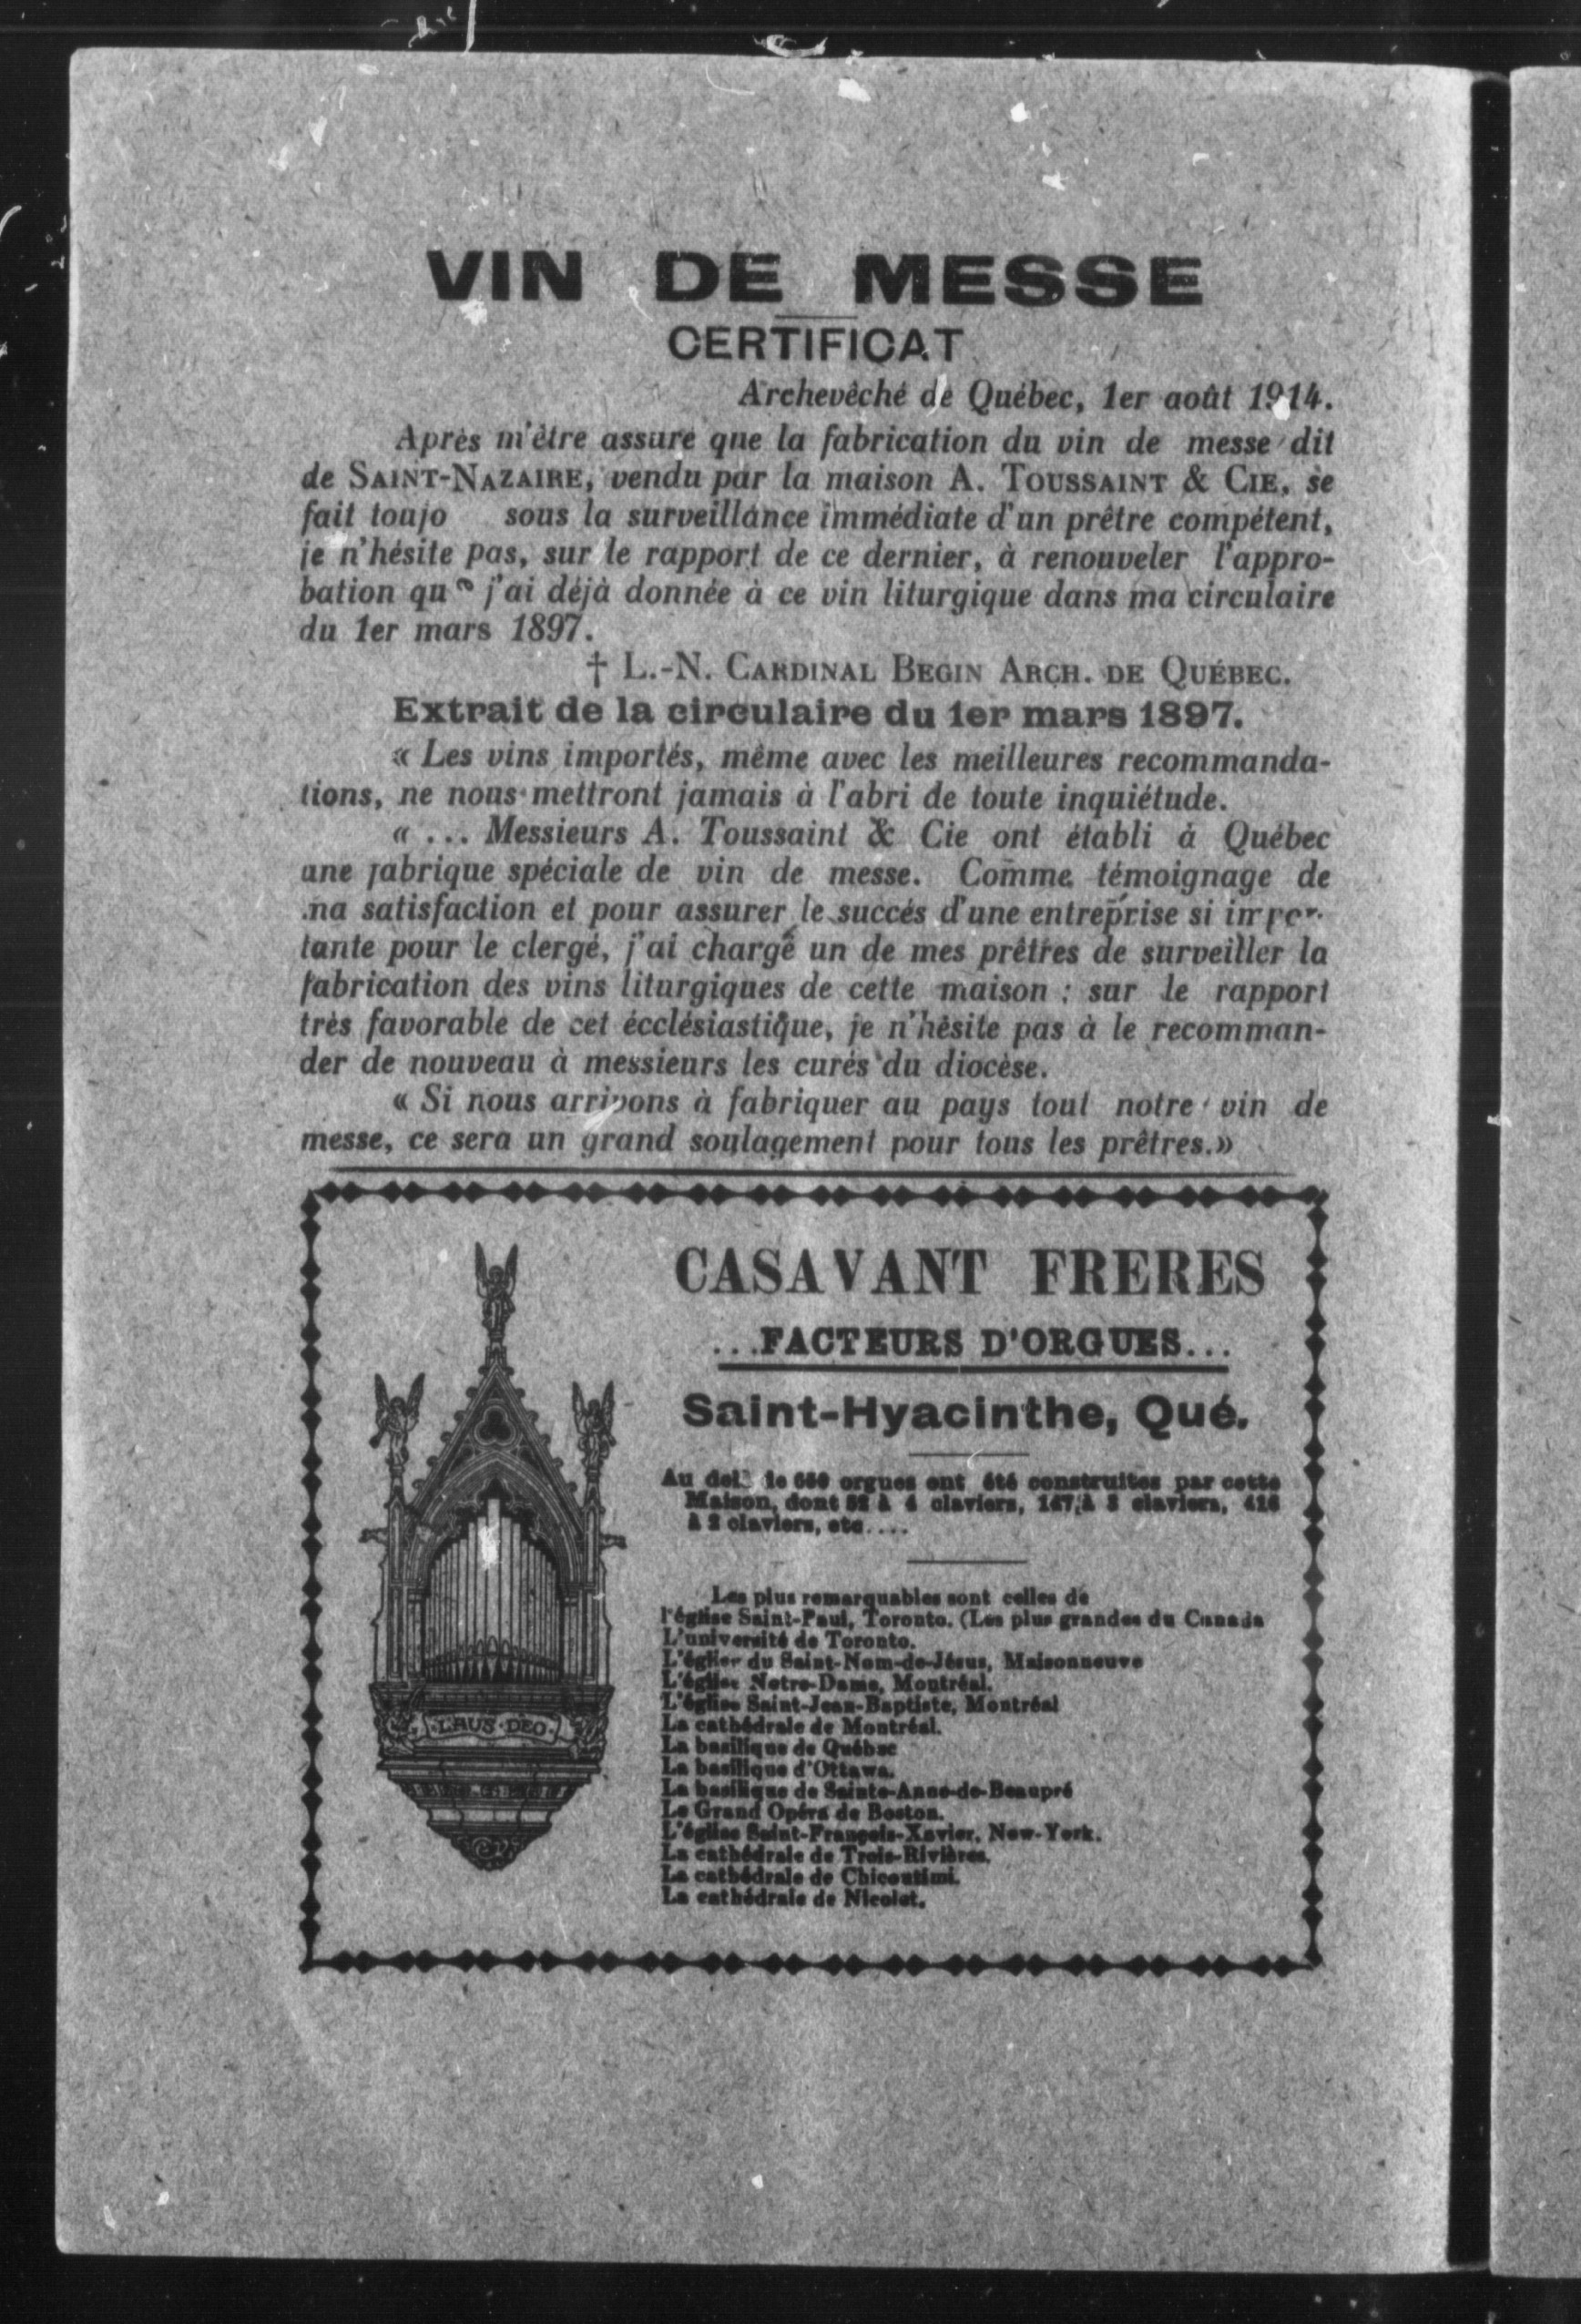 VIN DE MESSE
CERTIFICAT
Archevêché de Québec, 1er août 1914.
Après m'être assuré que la fabrication du vin de messe dit
de SAINT-NAZAIRE, vendu par la maison A. TOUSSAINT & CIE, se
fait toujo sous la surveillance immédiate d'un prêtre compétent,
je n'hésite pas, sur le rapport de ce dernier, à renouveler l'appro-
bation que j'ai déjà donnée à ce vin liturgique dans ma circulaire
du 1er mars 1897.
† L.-N. CARDINAL BEGIN ARCH. DE QUÉBEC.
Extrait de la circulaire du 1er mars 1897.
« Les vins importés, même avec les meilleures recommanda-
tions, ne nous mettront jamais à l'abri de toute inquiétude.
« ... Messieurs A. Toussaint & Cie ont établi à Québec
une fabrique spéciale de vin de messe. Comme témoignage de
ma satisfaction et pour assurer le succés d'une entreprise si impor-
tante pour le clergé, j'ai chargé un de mes prêtres de surveiller la
fabrication des vins liturgiques de cette maison ; sur le rapport
très favorable de cet écclésiastique, je n'hésite pas à le recomman-
der de nouveau à messieurs les curés du diocèse.
« Si nous arrivons à fabriquer au pays tout notre vin de
messe, ce sera un grand soulagement pour tous les prêtres.»
CASAVANT FRERES
...FACTEURS D'ORGUES...
Saint-Hyacinthe, Qué.
Au delà de orgues ont été construites par cette
Maison, dont 52 à 4 claviers, à 3 claviers,
à 2 claviers, etc....
Les plus remarquables sont celles de
l'église Saint-Paul, Toronto. (Les plus grandes du Canada
L'université de Toronto.
L'église du Saint-Nom-de-Jésus, Maisonneuve
L'église Notre-Dame, Montréal.
L'église Saint-Jean-Baptiste, Montréal
La cathédrale de Montréal.
La basilique de Québec
La basilique d'Ottawa.
La basilique de Sainte-Anne-de-Beaupré
Le Grand Opéra de Boston.
L'église Saint-François-Xavier, New-York.
La cathédrale de Trois-Rivières.
La cathédrale de Chicoutimi.
La cathédrale de Nicolet.
LAUS DEO